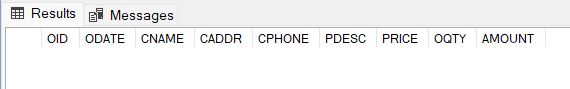 Results Messages
OID ODATE CNAME CADDR CPHONE PDESC PRICE OQTY AMOUNT